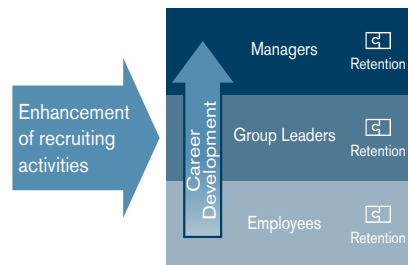 Enhancement
of recruiting
activities
Career
Development
Managers
Retention
Group Leaders
Retention
Employees
Retention